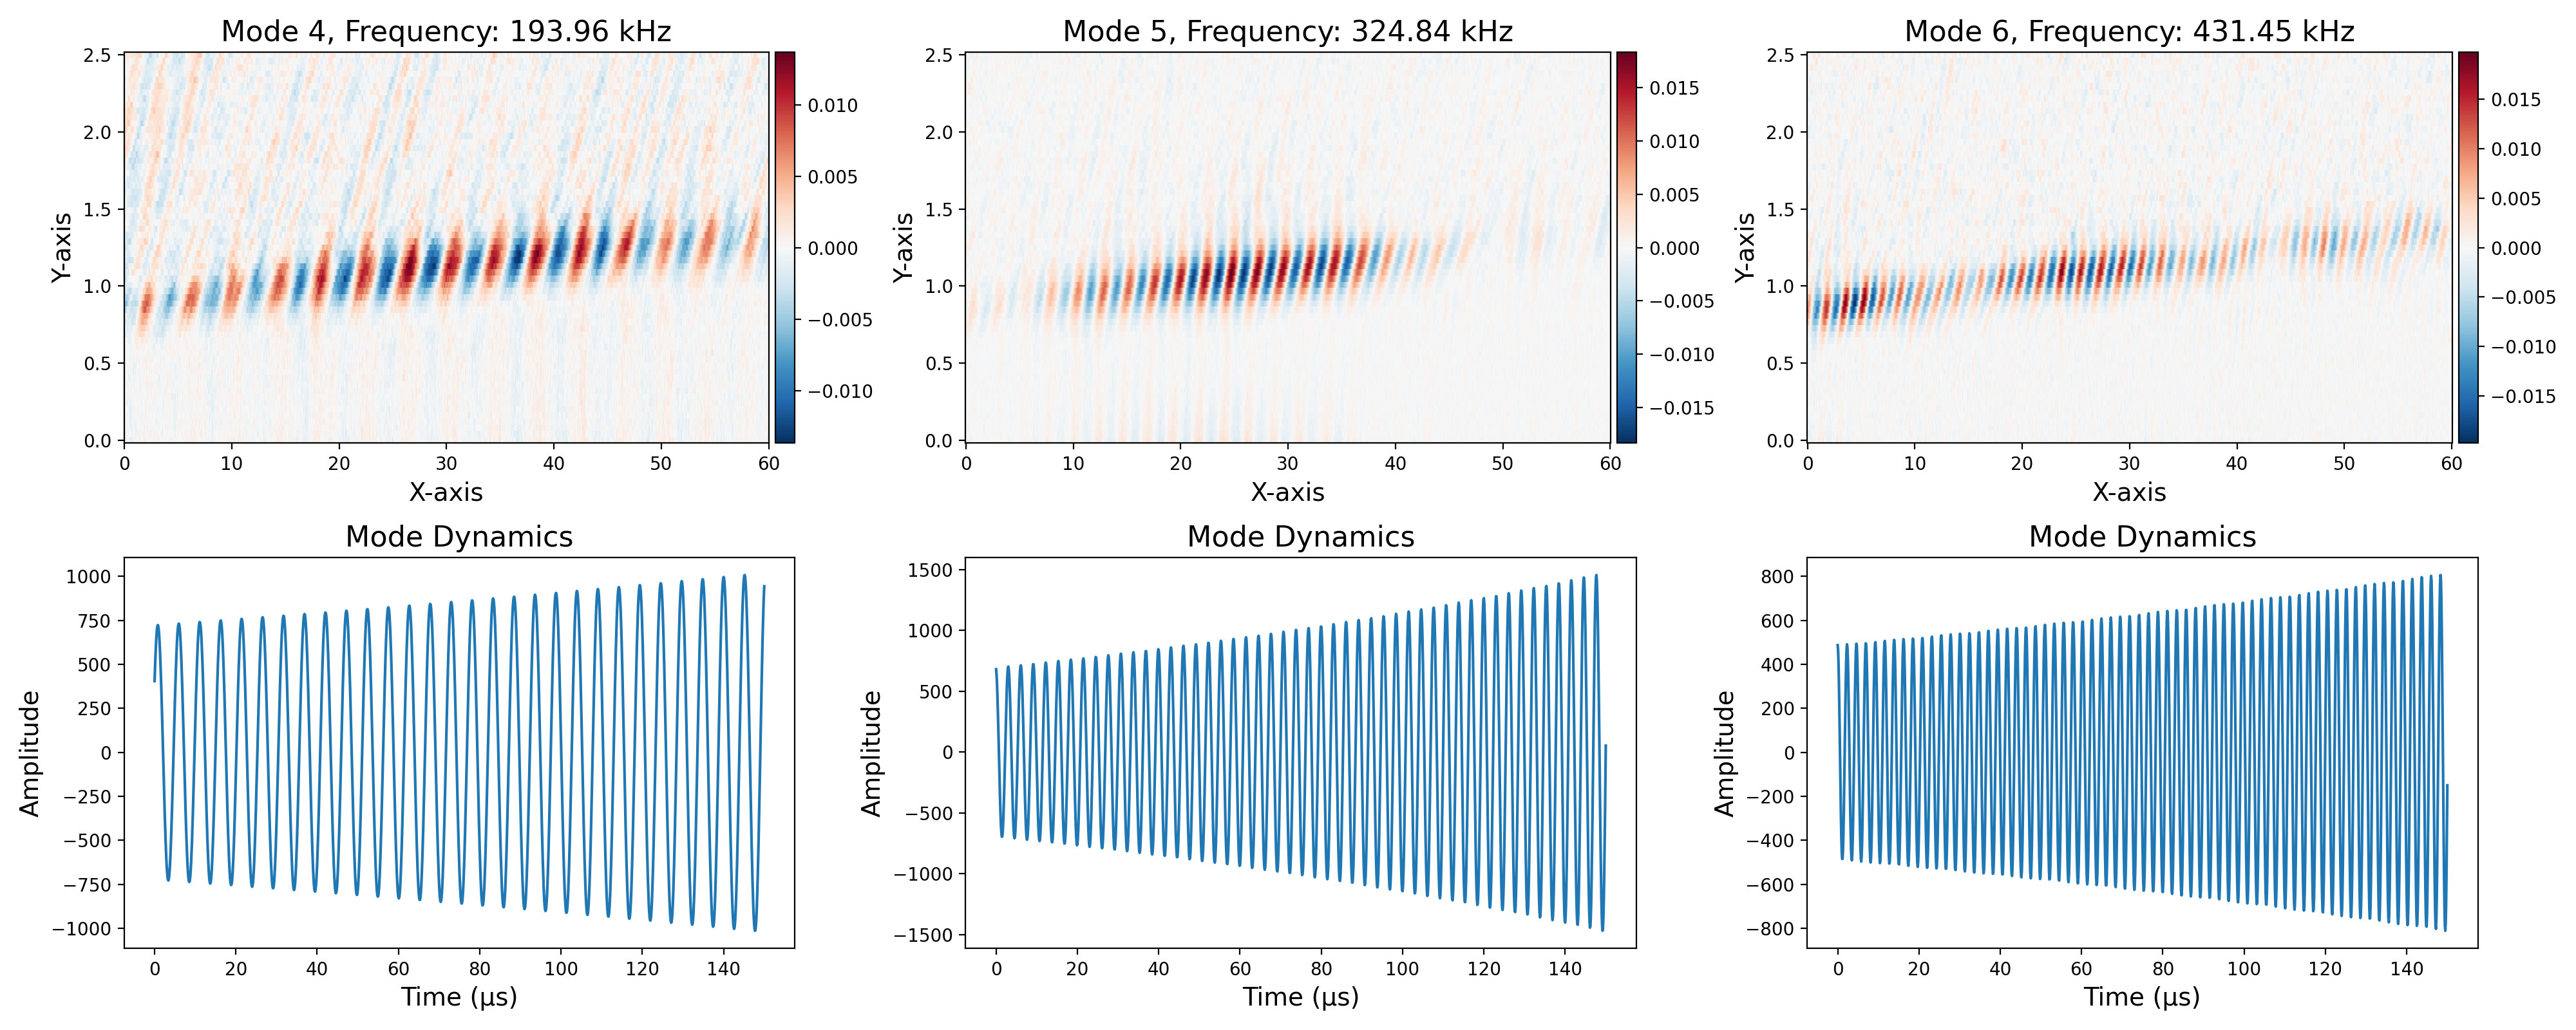 Mode 4, Frequency: 193.96 kHz
2.5
2.0
1.5
1.0
0.5
0.0
Y-axis
0 10 20 30 40 50 60
X-axis
0.010
0.005
0.000
−0.005
−0.010
Mode 5, Frequency: 324.84 kHz
2.5
2.0
1.5
1.0
0.5
0.0
Y-axis
0 10 20 30 40 50 60
X-axis
0.015
0.010
0.005
0.000
−0.005
−0.010
−0.015
Mode 6, Frequency: 431.45 kHz
2.5
2.0
1.5
1.0
0.5
0.0
Y-axis
0 10 20 30 40 50 60
X-axis
0.015
0.010
0.005
0.000
−0.005
−0.010
−0.015
Mode Dynamics
1000
750
500
250
0
−250
−500
−750
−1000
Amplitude
0 20 40 60 80 100 120 140
Time (μs)
Mode Dynamics
1500
1000
500
0
−500
−1000
−1500
Amplitude
0 20 40 60 80 100 120 140
Time (μs)
Mode Dynamics
800
600
400
200
0
−200
−400
−600
−800
Amplitude
0 20 40 60 80 100 120 140
Time (μs)